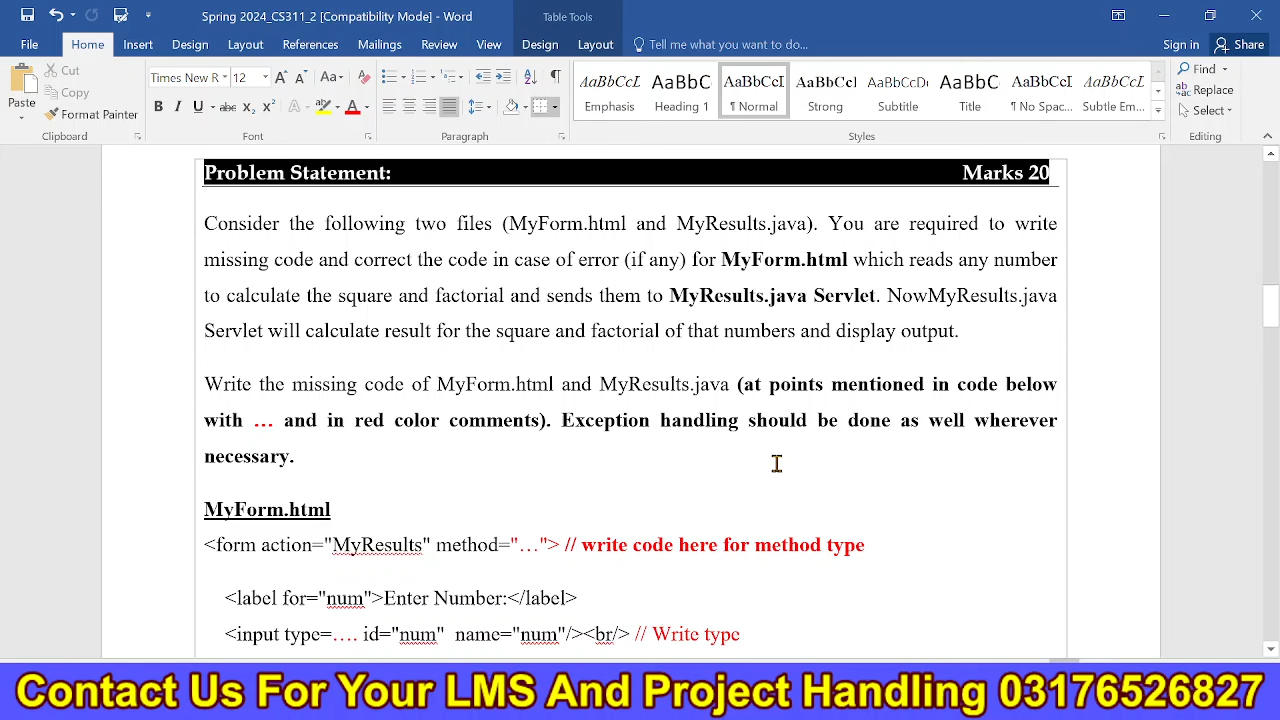 Spring 2024_CS311_2 [Compatibility Mode] - Word
Table Tools
File Home Insert Design Layout References Mailings Review View Design Layout Tell me what you want to do... Sign in Share
Cut
Copy
Format Painter
Paste
Clipboard
Times New R 12
Aa
B I U abc x₂ x²
Font
Paragraph
AaBbCcL AaBbC AaBbCcI AaBbCcl AaBbCcDc AaBbC AaBbCcI AaBbCcL
Emphasis Heading 1 ¶ Normal Strong Subtitle Title ¶ No Spac... Subtle Em...
Styles
Find
Replace
Select
Editing
Problem Statement: Marks 20
Consider the following two files (MyForm.html and MyResults.java). You are required to write
missing code and correct the code in case of error (if any) for MyForm.html which reads any number
to calculate the square and factorial and sends them to MyResults.java Servlet. NowMyResults.java
Servlet will calculate result for the square and factorial of that numbers and display output.
Write the missing code of MyForm.html and MyResults.java (at points mentioned in code below
with … and in red color comments). Exception handling should be done as well wherever
necessary.
MyForm.html
<form action="MyResults" method="…"> // write code here for method type
<label for="num">Enter Number:</label>
<input type=…. id="num" name="num"/><br/> // Write type
Contact Us For Your LMS And Project Handling 03176526827